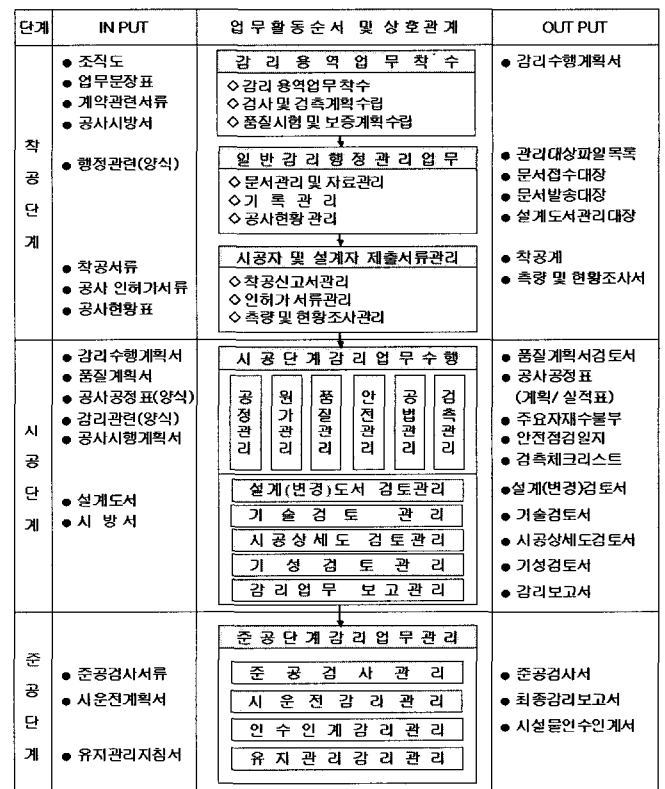 단계 IN PUT 업무활동순서 및 상호관계 OUT PUT
착공단계
● 조직도
● 업무문장표
● 계약관련서류
● 공사시방서
● 행정관련(양식)
● 착공서류
● 공사 인허가서류
● 공사현황표
감리용역업무착수
◇감리 용역업무착수
◇검사 및 검측계획수립
◇품질시험 및 보증계획수립
일반감리행정관리업무
◇문서관리 및 자료관리
◇기 록 관 리
◇공사현황 관리
시공자 및 설계자 제출서류관리
◇착공신고서관리
◇인허가 서류관리
◇측량 및 현황조사관리
● 감리수행계획서
● 관리대상파일목록
● 문서접수대장
● 문서발송대장
● 설계도서관리대장
● 착공계
● 측량 및 현황조사서
시공단계
● 감리수행계획서
● 품질계획서
● 공사공정표(양식)
● 감리관련(양식)
● 공사시행계획서
● 설계도서
● 시 방 서
시공단계감리업무수행
공정관리
원가관리
품질관리
안전관리
공법관리
검측관리
설계(변경)도서 검토관리
기 술 검 토 관 리
시공상세도 검토관리
기 성 검 토 관 리
감리업무 보고관리
● 품질계획서검토서
● 공사공정표
(계획/ 실적표)
● 주요자재수불부
● 안전점검일지
● 검측체크리스트
●설계(변경)검토서
● 기술검토서
● 시공상세도검토서
● 기성검토서
● 감리보고서
준공단계
● 준공검사서류
● 시운전계획서
● 유지관리지침서
준공단계감리업무관리
준 공 검 사 관 리
시 운 전 감 리 관 리
인 수 인 계 감 리 관 리
유 지 관 리 감 리 관 리
● 준공검사서
● 최종감리보고서
● 시설물인수인계서